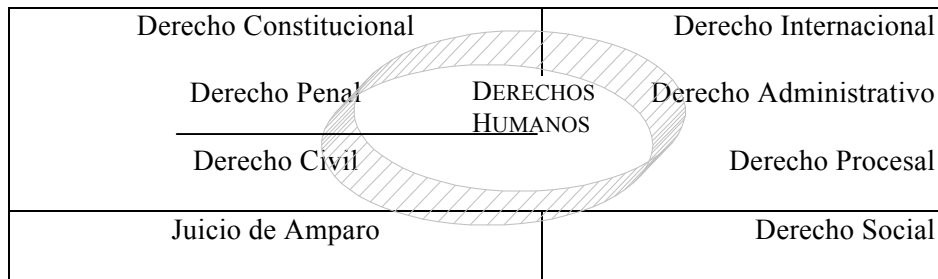 Derecho Constitucional
Derecho Internacional
Derecho Penal
DERECHOS
HUMANOS
Derecho Administrativo
Derecho Civil
Derecho Procesal
Juicio de Amparo
Derecho Social